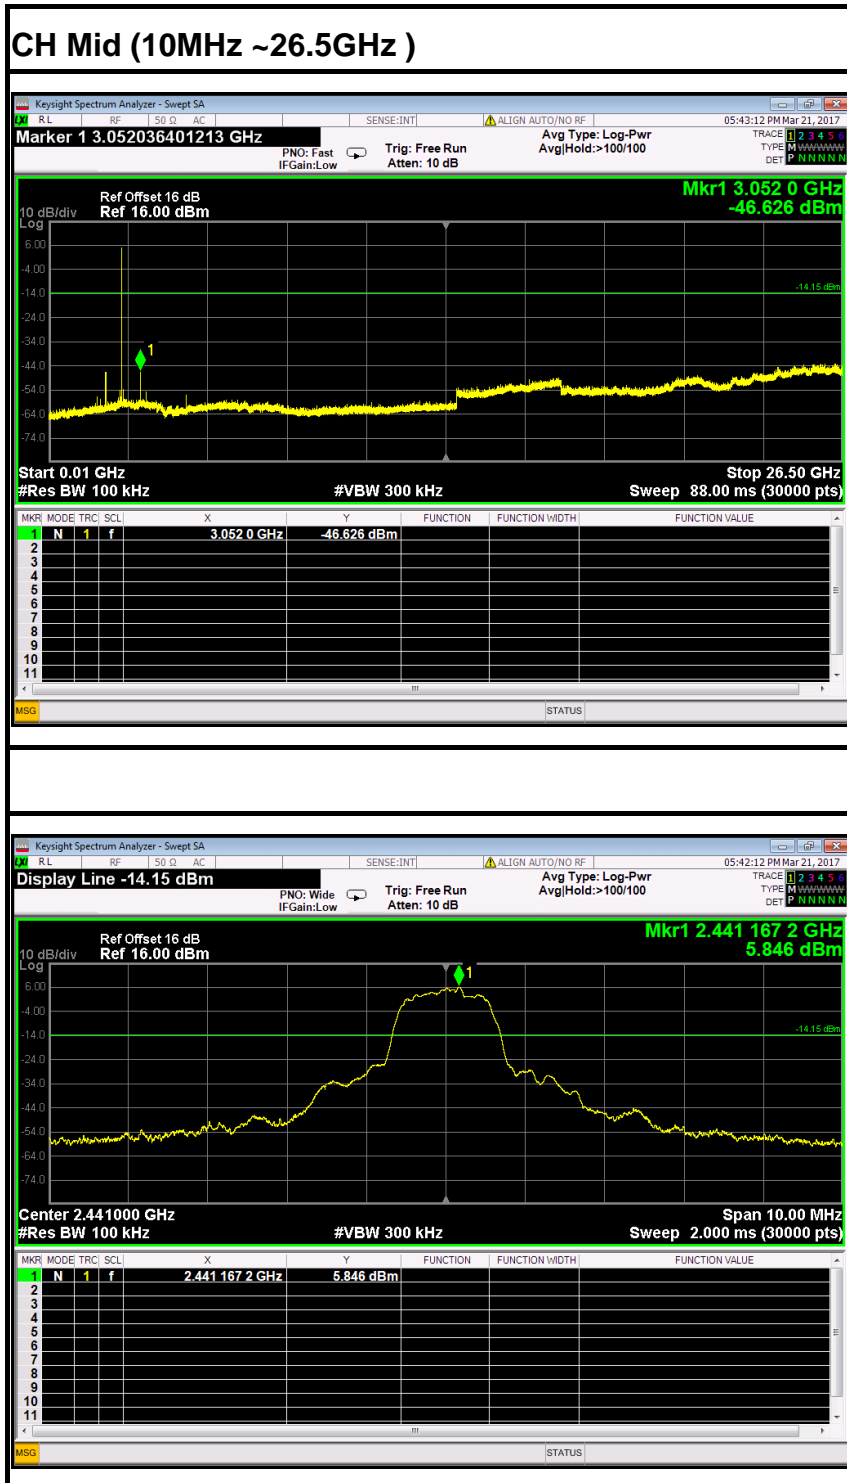 CH Mid (10MHz ~26.5GHz )
Keysight Spectrum Analyzer - Swept SA
LXI RL RF 50 Ω AC SENSE:INT ALIGN AUTO/NO RF 05:43:12 PM Mar 21, 2017
Marker 1 3.052036401213 GHz Avg Type: Log-Pwr TRACE 1 2 3 4 5 6
PNO: Fast Trig: Free Run Avg|Hold:>100/100 TYPE M WWWWW
IFGain:Low Atten: 10 dB DET P N N N N N
Mkr1 3.052 0 GHz
Ref Offset 16 dB
10 dB/div Ref 16.00 dBm -46.626 dBm
Log
6.00
-4.00
-14.0 -14.15 dBm
-24.0
-34.0
1
-44.0
-54.0
-64.0
-74.0
Start 0.01 GHz Stop 26.50 GHz
#Res BW 100 kHz #VBW 300 kHz Sweep 88.00 ms (30000 pts)
MKR MODE TRC SCL X Y FUNCTION FUNCTION WIDTH FUNCTION VALUE
1 N 1 f 3.052 0 GHz -46.626 dBm
2
3
4
5
6
7
8
9
10
11
MSG STATUS
Keysight Spectrum Analyzer - Swept SA
LXI RL RF 50 Ω AC SENSE:INT ALIGN AUTO/NO RF 05:42:12 PM Mar 21, 2017
Display Line -14.15 dBm Avg Type: Log-Pwr TRACE 1 2 3 4 5 6
PNO: Wide Trig: Free Run Avg|Hold:>100/100 TYPE M WWWWW
IFGain:Low Atten: 10 dB DET P N N N N N
Mkr1 2.441 167 2 GHz
Ref Offset 16 dB
10 dB/div Ref 16.00 dBm 5.846 dBm
Log
1
6.00
-4.00
-14.0 -14.15 dBm
-24.0
-34.0
-44.0
-54.0
-64.0
-74.0
Center 2.441000 GHz Span 10.00 MHz
#Res BW 100 kHz #VBW 300 kHz Sweep 2.000 ms (30000 pts)
MKR MODE TRC SCL X Y FUNCTION FUNCTION WIDTH FUNCTION VALUE
1 N 1 f 2.441 167 2 GHz 5.846 dBm
2
3
4
5
6
7
8
9
10
11
MSG STATUS